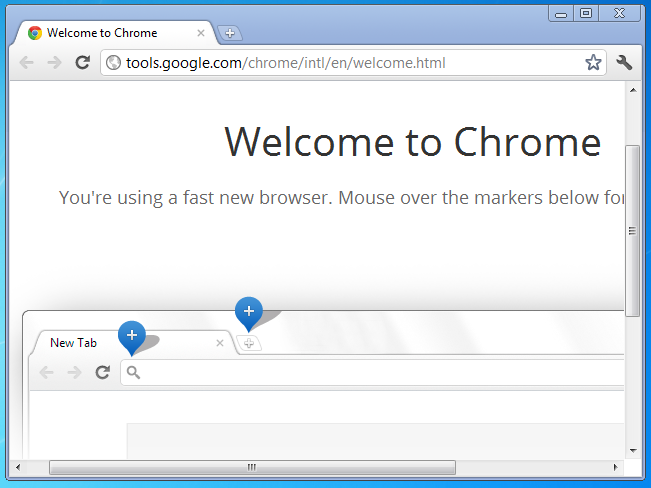 Welcome to Chrome
tools.google.com/chrome/intl/en/welcome.html
Welcome to Chrome
You're using a fast new browser. Mouse over the markers below for
New Tab